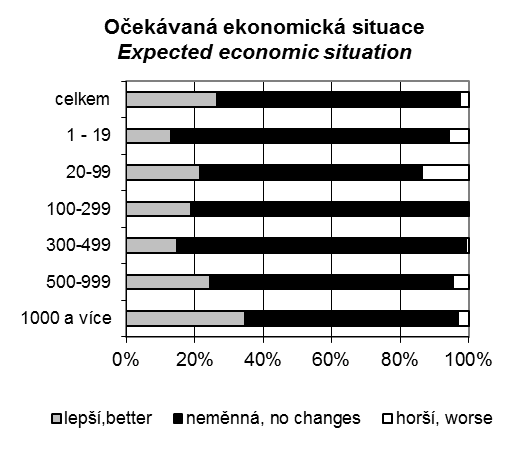 Očekávaná ekonomická situace
Expected economic situation
celkem
1 - 19
20-99
100-299
300-499
500-999
1000 a více
0% 20% 40% 60% 80% 100%
lepší,better neměnná, no changes horší, worse